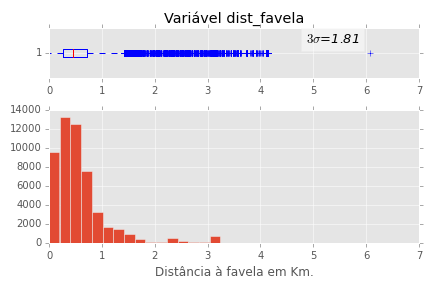 Variável dist_favela
3σ=1.81
1
0 1 2 3 4 5 6 7
14000
12000
10000
8000
6000
4000
2000
0
0 1 2 3 4 5 6 7
Distância à favela em Km.